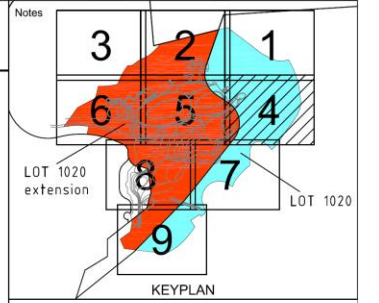 Notes
3 2 1
6 5 4
LOT 1020
extension
8 7
LOT 1020
9
KEYPLAN